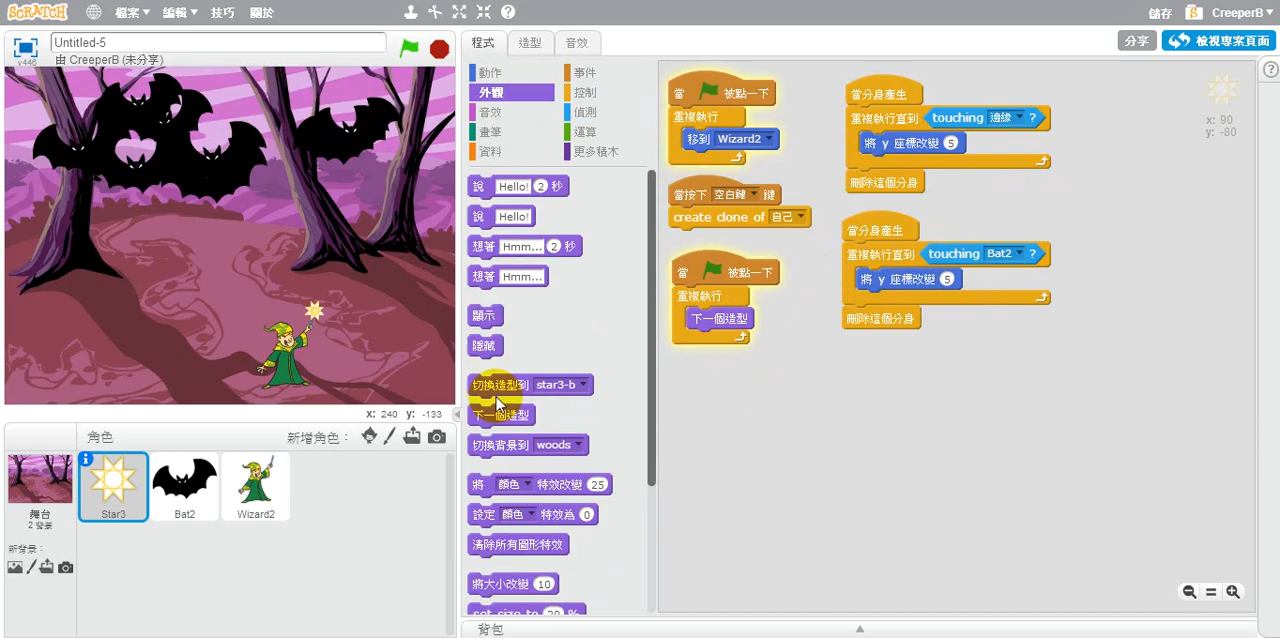 SCRATCH 檔案 編輯 技巧 關於 儲存 CreeperB
v446 Untitled-5
由 CreeperB (未分享)
程式 造型 音效 分享 檢視專案頁面
動作 事件
外觀 控制
音效 偵測
畫筆 運算
資料 更多積木
說 Hello! 2 秒
說 Hello!
想著 Hmm... 2 秒
想著 Hmm...
顯示
隱藏
切換造型到 star3-b
下一個造型
切換背景到 woods
將 顏色 特效改變 25
設定 顏色 特效為 0
清除所有圖形特效
將大小改變 10
set size to 20 %
當 被點一下
重複執行
移到 Wizard2
當按下 空白鍵 鍵
create clone of 自己
當 被點一下
重複執行
下一個造型
當分身產生
重複執行直到 touching 邊緣 ?
將 y 座標改變 5
刪除這個分身
當分身產生
重複執行直到 touching Bat2 ?
將 y 座標改變 5
刪除這個分身
x: 90
y: -80
x: 240 y: -133
角色 新增角色：
舞台
2 背景
新背景：
Star3 Bat2 Wizard2
背包